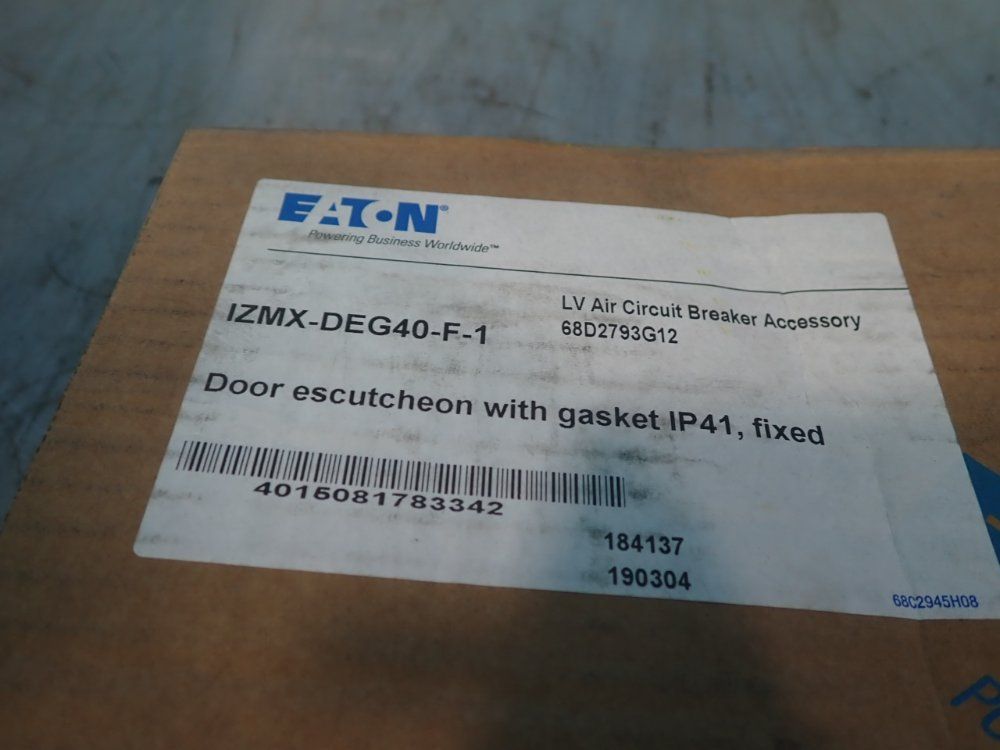 EATON®
Powering Business Worldwide™
LV Air Circuit Breaker Accessory
IZMX-DEG40-F-1
68D2793G12
Door escutcheon with gasket IP41, fixed
4015081783342
184137
190304
68C2945H08